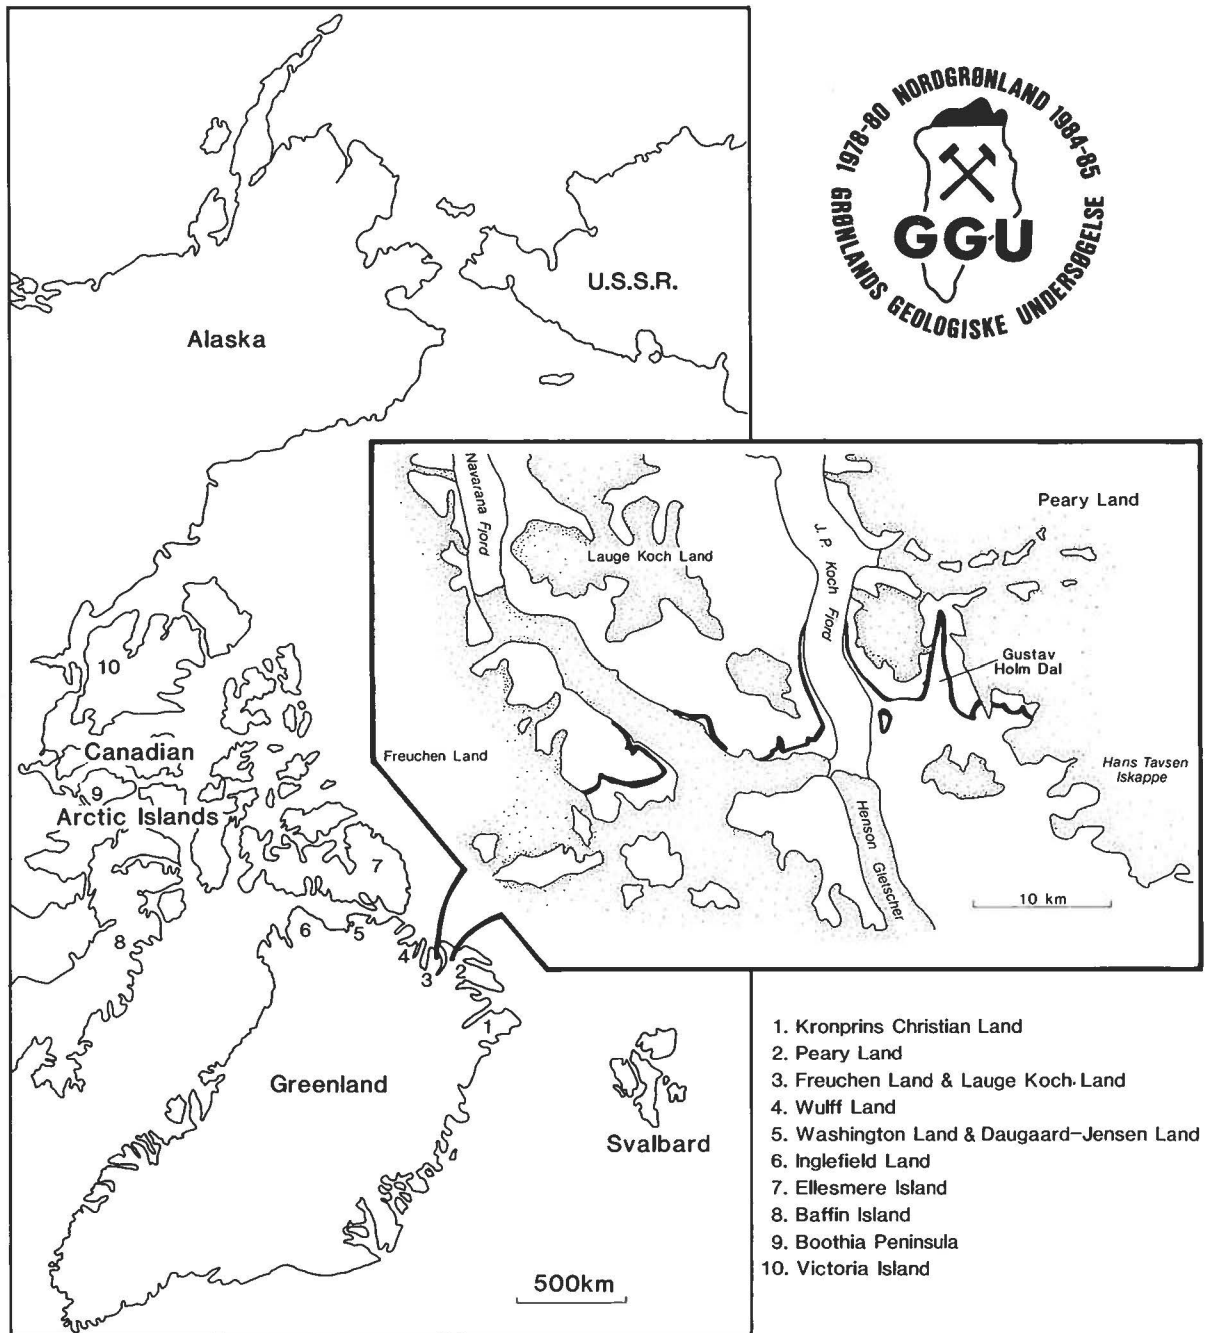 GRØNLANDS GEOLOGISKE UNDERSØGELSE
1978-80 NORDGRØNLAND 1984-85
GGU
U.S.S.R.
Alaska
Navarana Fjord
Lauge Koch Land
J. P. Koch Fjord
Peary Land
Gustav
Holm Dal
Freuchen Land
Hans Tavsen
Iskappe
Henson Gletscher
10 km
10
Canadian
9
Arctic Islands
7
8
6
5
4
3
2
1
Greenland
Svalbard
500km
1. Kronprins Christian Land
2. Peary Land
3. Freuchen Land & Lauge Koch Land
4. Wulff Land
5. Washington Land & Daugaard-Jensen Land
6. Inglefield Land
7. Ellesmere Island
8. Baffin Island
9. Boothia Peninsula
10. Victoria Island